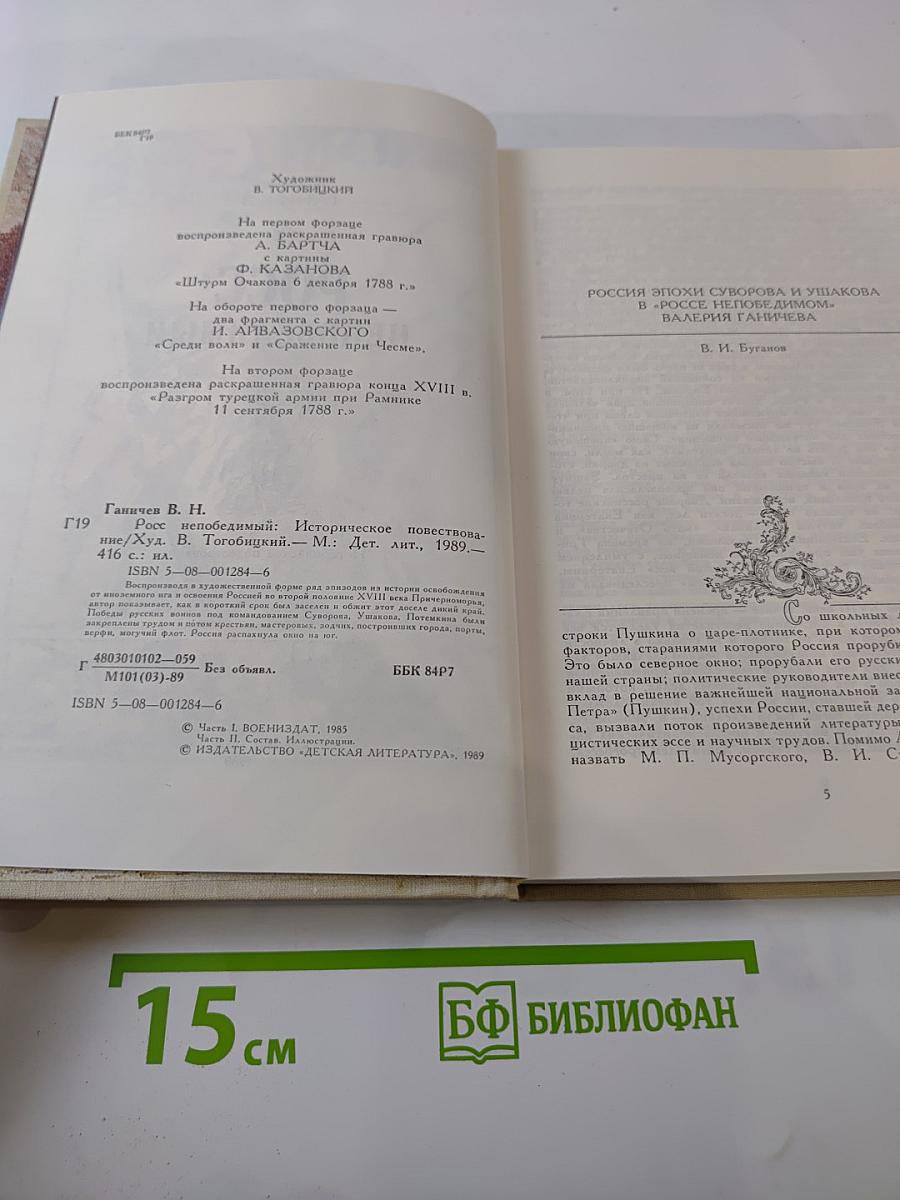 ББК 84Р7
Г19
Художник
В. ТОГОБИЦКИЙ
На первом форзаце
воспроизведена раскрашенная гравюра
А. БАРТЧА
с картины
Ф. КАЗАНОВА
«Штурм Очакова 6 декабря 1788 г.»
На обороте первого форзаца —
два фрагмента с картин
И. АЙВАЗОВСКОГО
«Среди волн» и «Сражение при Чесме».
На втором форзаце
воспроизведена раскрашенная гравюра конца XVIII в.
«Разгром турецкой армии при Рамнике
11 сентября 1788 г.»
Ганичев В. Н.
Г19 Росс непобедимый: Историческое повествова-
ние/Худ. В. Тогобицкий.— М.: Дет. лит., 1989.—
416 с.: ил.
ISBN 5—08—001284—6
Воспроизводя в художественной форме ряд эпизодов из истории освобождения
от иноземного ига и освоения Россией во второй половине XVIII века Причерноморья,
автор показывает, как в короткий срок был заселен и обжит этот доселе дикий край.
Победы русских воинов под командованием Суворова, Ушакова, Потемкина были
закреплены трудом и потом крестьян, мастеровых, зодчих, построивших города, порты,
верфи, могучий флот. Россия распахнула окно на юг.
Г 4803010102—059 Без объявл. ББК 84Р7
М101(03)-89
ISBN 5—08—001284—6
© Часть I. ВОЕНИЗДАТ, 1985
Часть II. Состав. Иллюстрации.
© ИЗДАТЕЛЬСТВО «ДЕТСКАЯ ЛИТЕРАТУРА», 1989
РОССИЯ ЭПОХИ СУВОРОВА И УШАКОВА
В «РОССЕ НЕПОБЕДИМОМ»
ВАЛЕРИЯ ГАНИЧЕВА
В. И. Буганов
Со школьных л
строки Пушкина о царе-плотнике, при котором
факторов, стараниями которого Россия проруби
Это было северное окно; прорубали его русски
нашей страны; политические руководители внес
вклад в решение важнейшей национальной за
Петра» (Пушкин), успехи России, ставшей дер
са, вызвали поток произведений литературы
цистических эссе и научных трудов. Помимо А
назвать М. П. Мусоргского, В. И. С
5
15 см
БФ БИБЛИОФАН